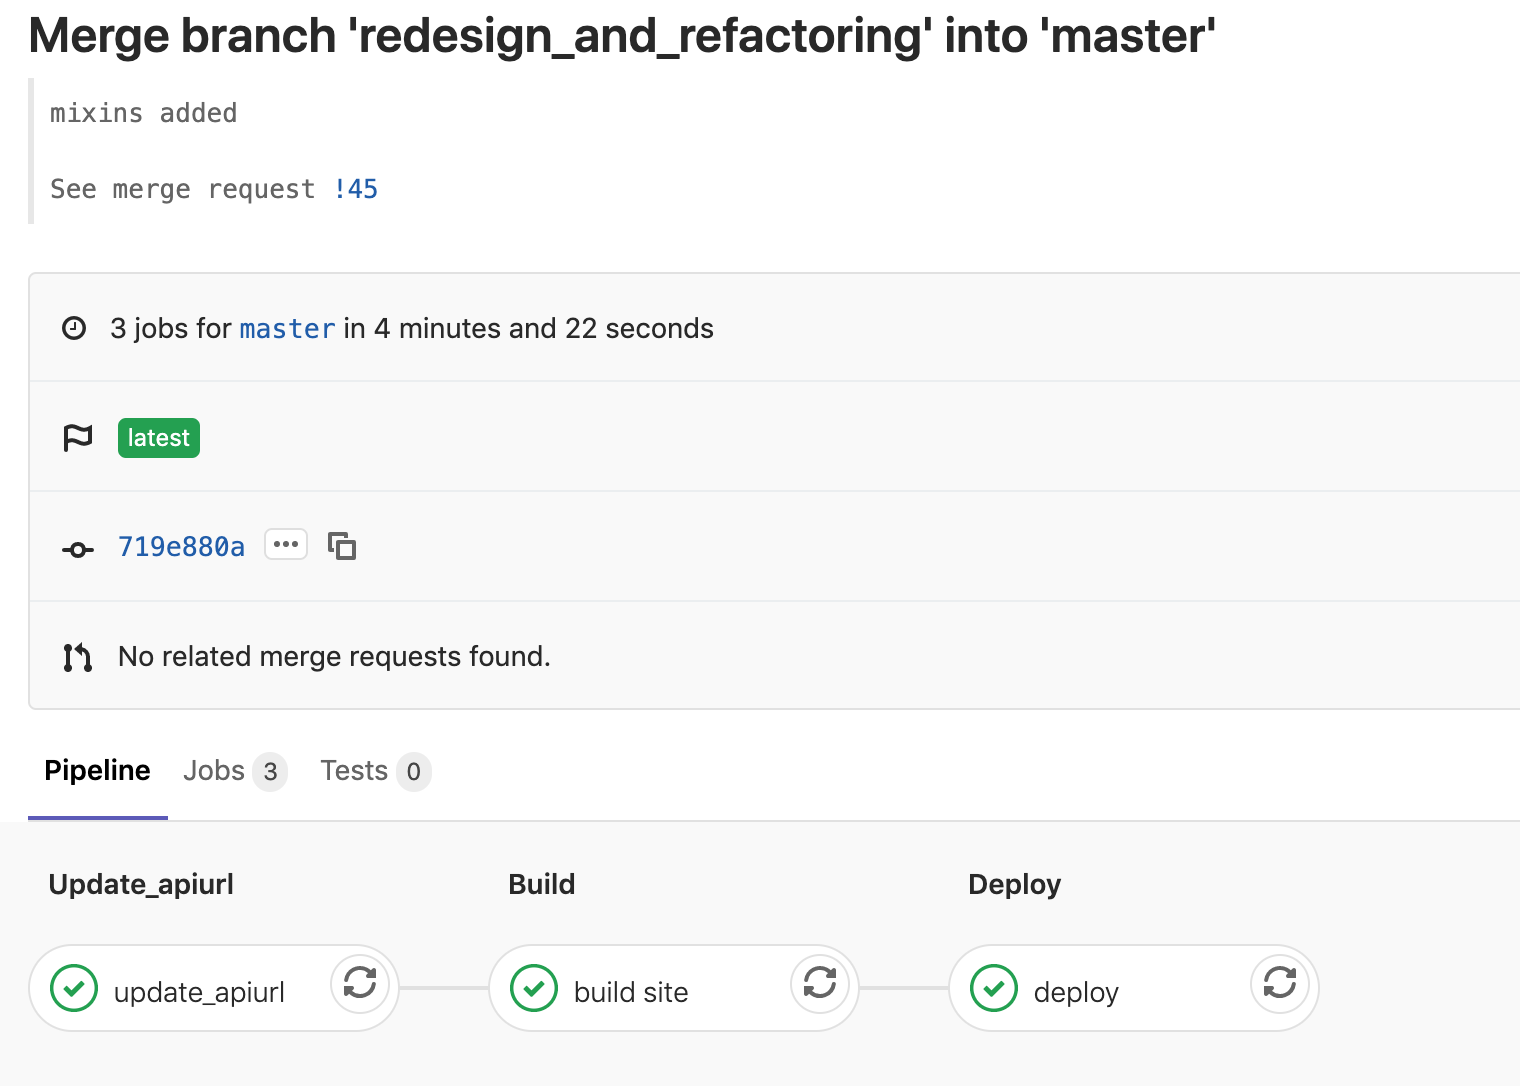 Merge branch 'redesign_and_refactoring' into 'master'
mixins added
See merge request !45
3 jobs for master in 4 minutes and 22 seconds
latest
719e880a
No related merge requests found.
Pipeline Jobs 3 Tests 0
Update_apiurl Build Deploy
update_apiurl build site deploy